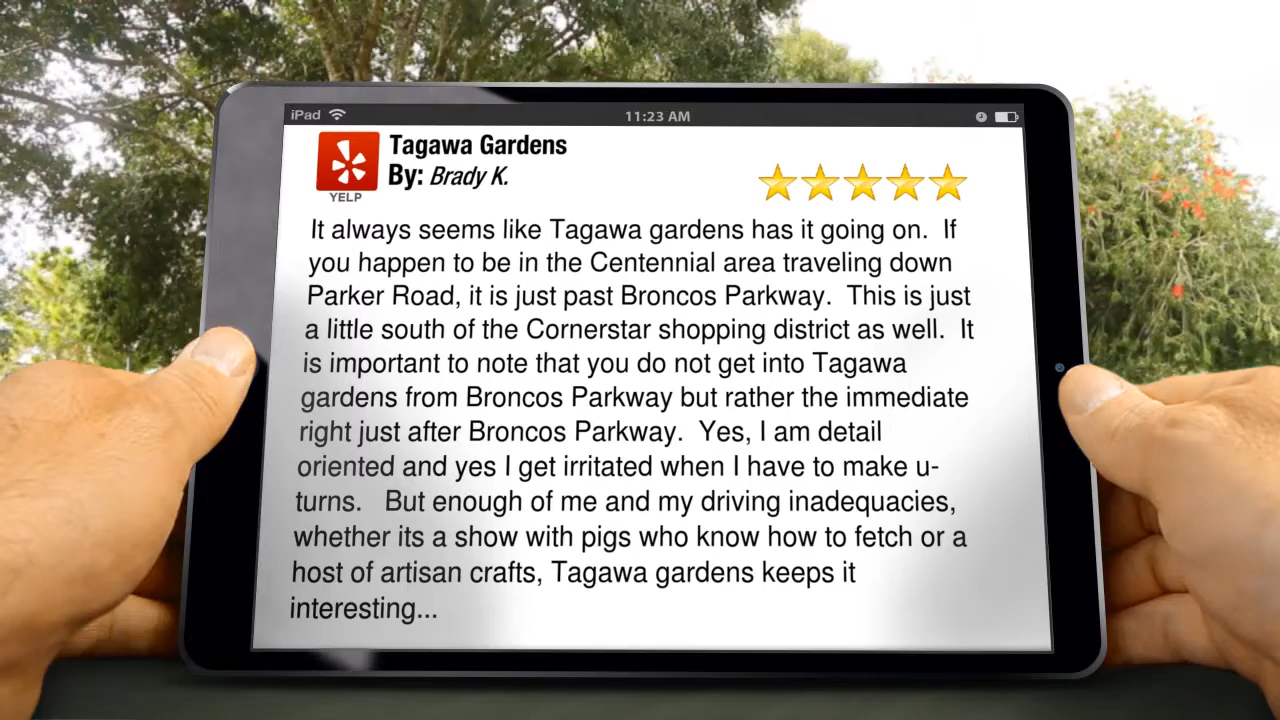 iPad
11:23 AM
Tagawa Gardens
By: Brady K.
YELP
It always seems like Tagawa gardens has it going on.  If
you happen to be in the Centennial area traveling down
Parker Road, it is just past Broncos Parkway.  This is just
a little south of the Cornerstar shopping district as well.  It
is important to note that you do not get into Tagawa
gardens from Broncos Parkway but rather the immediate
right just after Broncos Parkway.  Yes, I am detail
oriented and yes I get irritated when I have to make u-
turns.   But enough of me and my driving inadequacies,
whether its a show with pigs who know how to fetch or a
host of artisan crafts, Tagawa gardens keeps it
interesting...